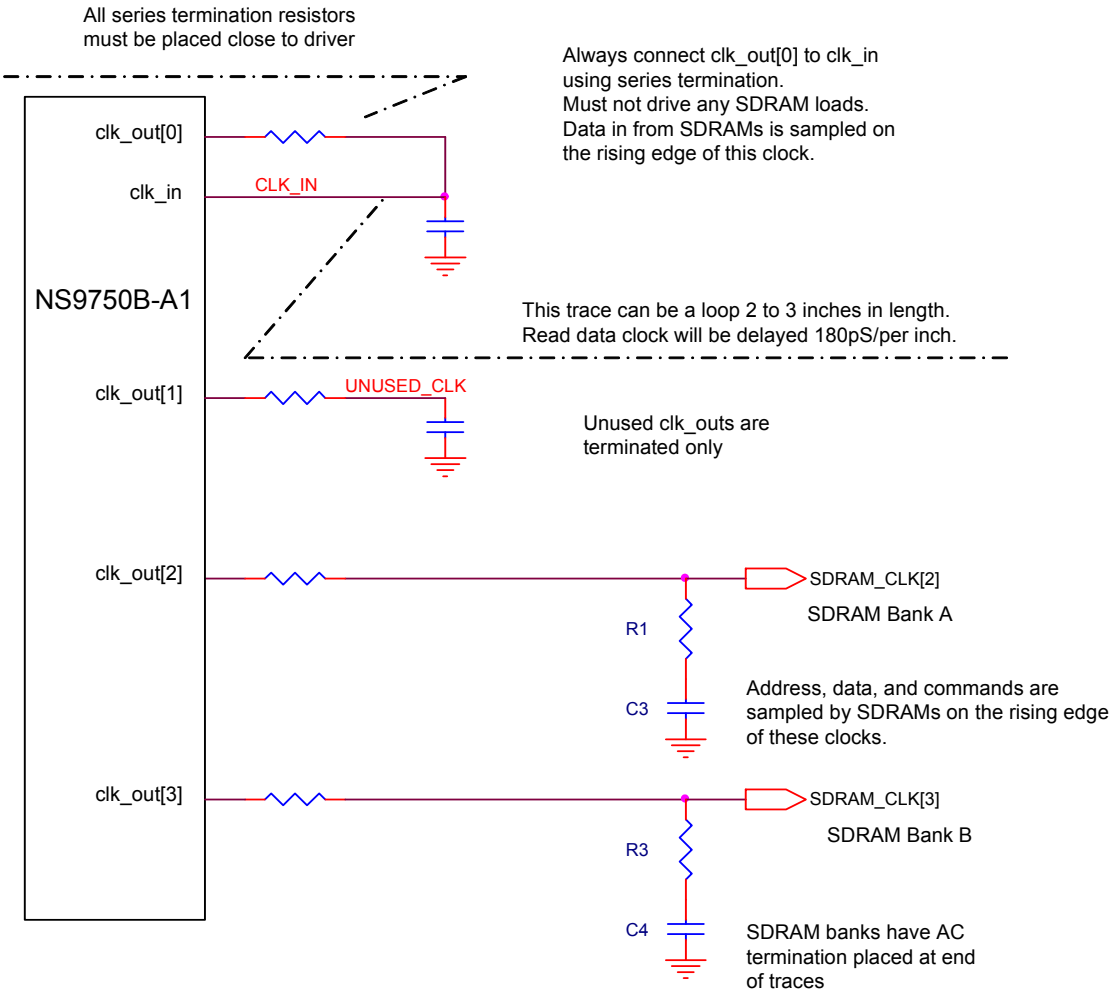 All series termination resistors
must be placed close to driver
Always connect clk_out[0] to clk_in
using series termination.
Must not drive any SDRAM loads.
Data in from SDRAMs is sampled on
the rising edge of this clock.
clk_out[0]
clk_in
CLK_IN
NS9750B-A1
This trace can be a loop 2 to 3 inches in length.
Read data clock will be delayed 180pS/per inch.
clk_out[1]
UNUSED_CLK
Unused clk_outs are
terminated only
clk_out[2]
SDRAM_CLK[2]
SDRAM Bank A
R1
C3
Address, data, and commands are
sampled by SDRAMs on the rising edge
of these clocks.
clk_out[3]
SDRAM_CLK[3]
SDRAM Bank B
R3
C4
SDRAM banks have AC
termination placed at end
of traces